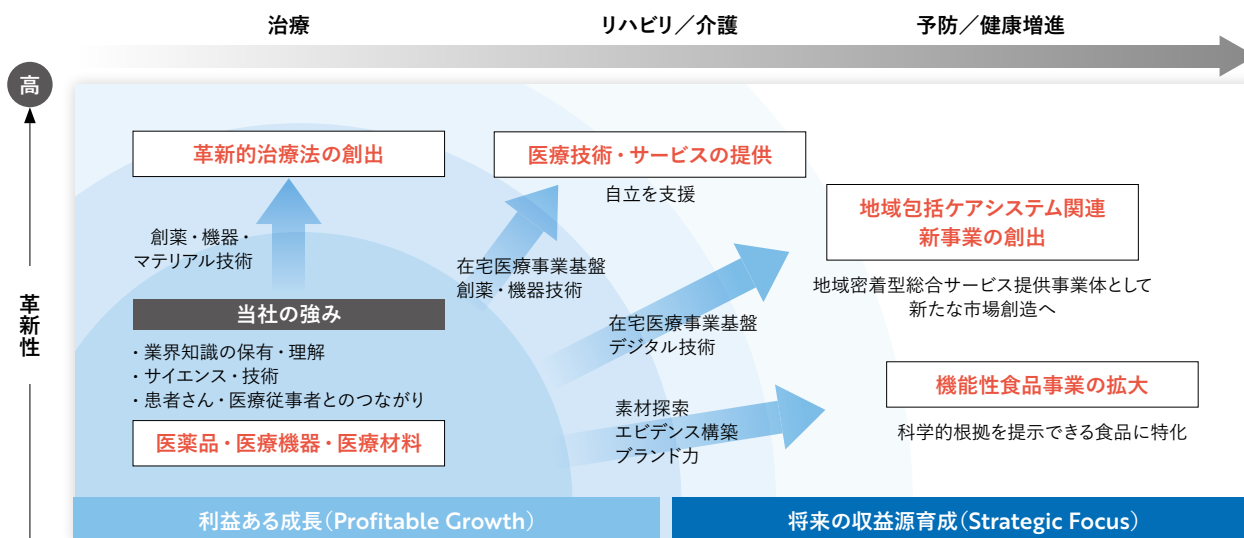 治療
リハビリ／介護
予防／健康増進
高
革新性
革新的治療法の創出
創薬・機器・
マテリアル技術
当社の強み
・業界知識の保有・理解
・サイエンス・技術
・患者さん・医療従事者とのつながり
医薬品・医療機器・医療材料
医療技術・サービスの提供
自立を支援
在宅医療事業基盤
創薬・機器技術
地域包括ケアシステム関連
新事業の創出
地域密着型総合サービス提供事業体として
新たな市場創造へ
在宅医療事業基盤
デジタル技術
機能性食品事業の拡大
科学的根拠を提示できる食品に特化
素材探索
エビデンス構築
ブランド力
利益ある成長（Profitable Growth）
将来の収益源育成（Strategic Focus）